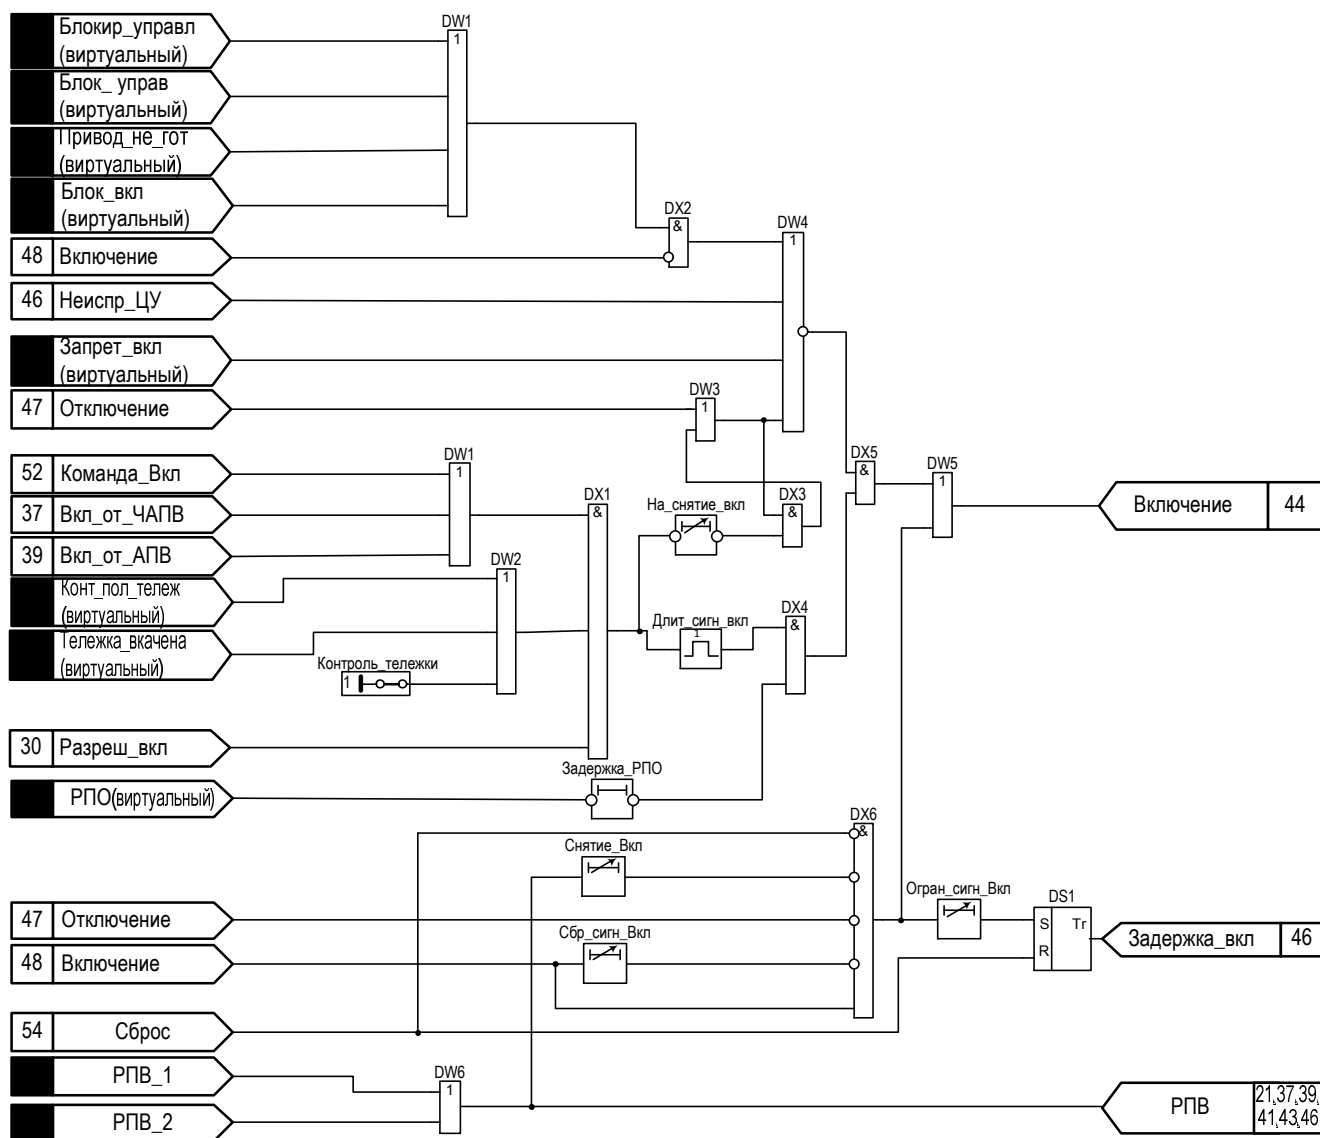 Блокир_управл
(виртуальный)
DW1
1
Блок_ управ
(виртуальный)
Привод_не_гот
(виртуальный)
Блок_вкл
(виртуальный)
DX2
&
DW4
1
48 Включение
46 Неиспр_ЦУ
Запрет_вкл
(виртуальный)
47 Отключение
DW3
1
52 Команда_Вкл
DW1
1
DX5
&
DW5
1
37 Вкл_от_ЧАПВ
DX1
&
На_снятие_вкл
DX3
&
Включение 44
39 Вкл_от_АПВ
DW2
1
Конт_пол_тележ
(виртуальный)
Длит_сигн_вкл
1
DX4
&
Тележка_вкачена
(виртуальный)
Контроль_тележки
1
30 Разреш_вкл
Задержка_РПО
РПО(виртуальный)
DX6
&
Снятие_Вкл
Огран_сигн_Вкл
DS1
S Tr
R
47 Отключение
Сбр_сигн_Вкл
Задержка_вкл 46
48 Включение
54 Сброс
РПВ_1
DW6
1
РПВ_2
РПВ
21,37,39,
41,43,46